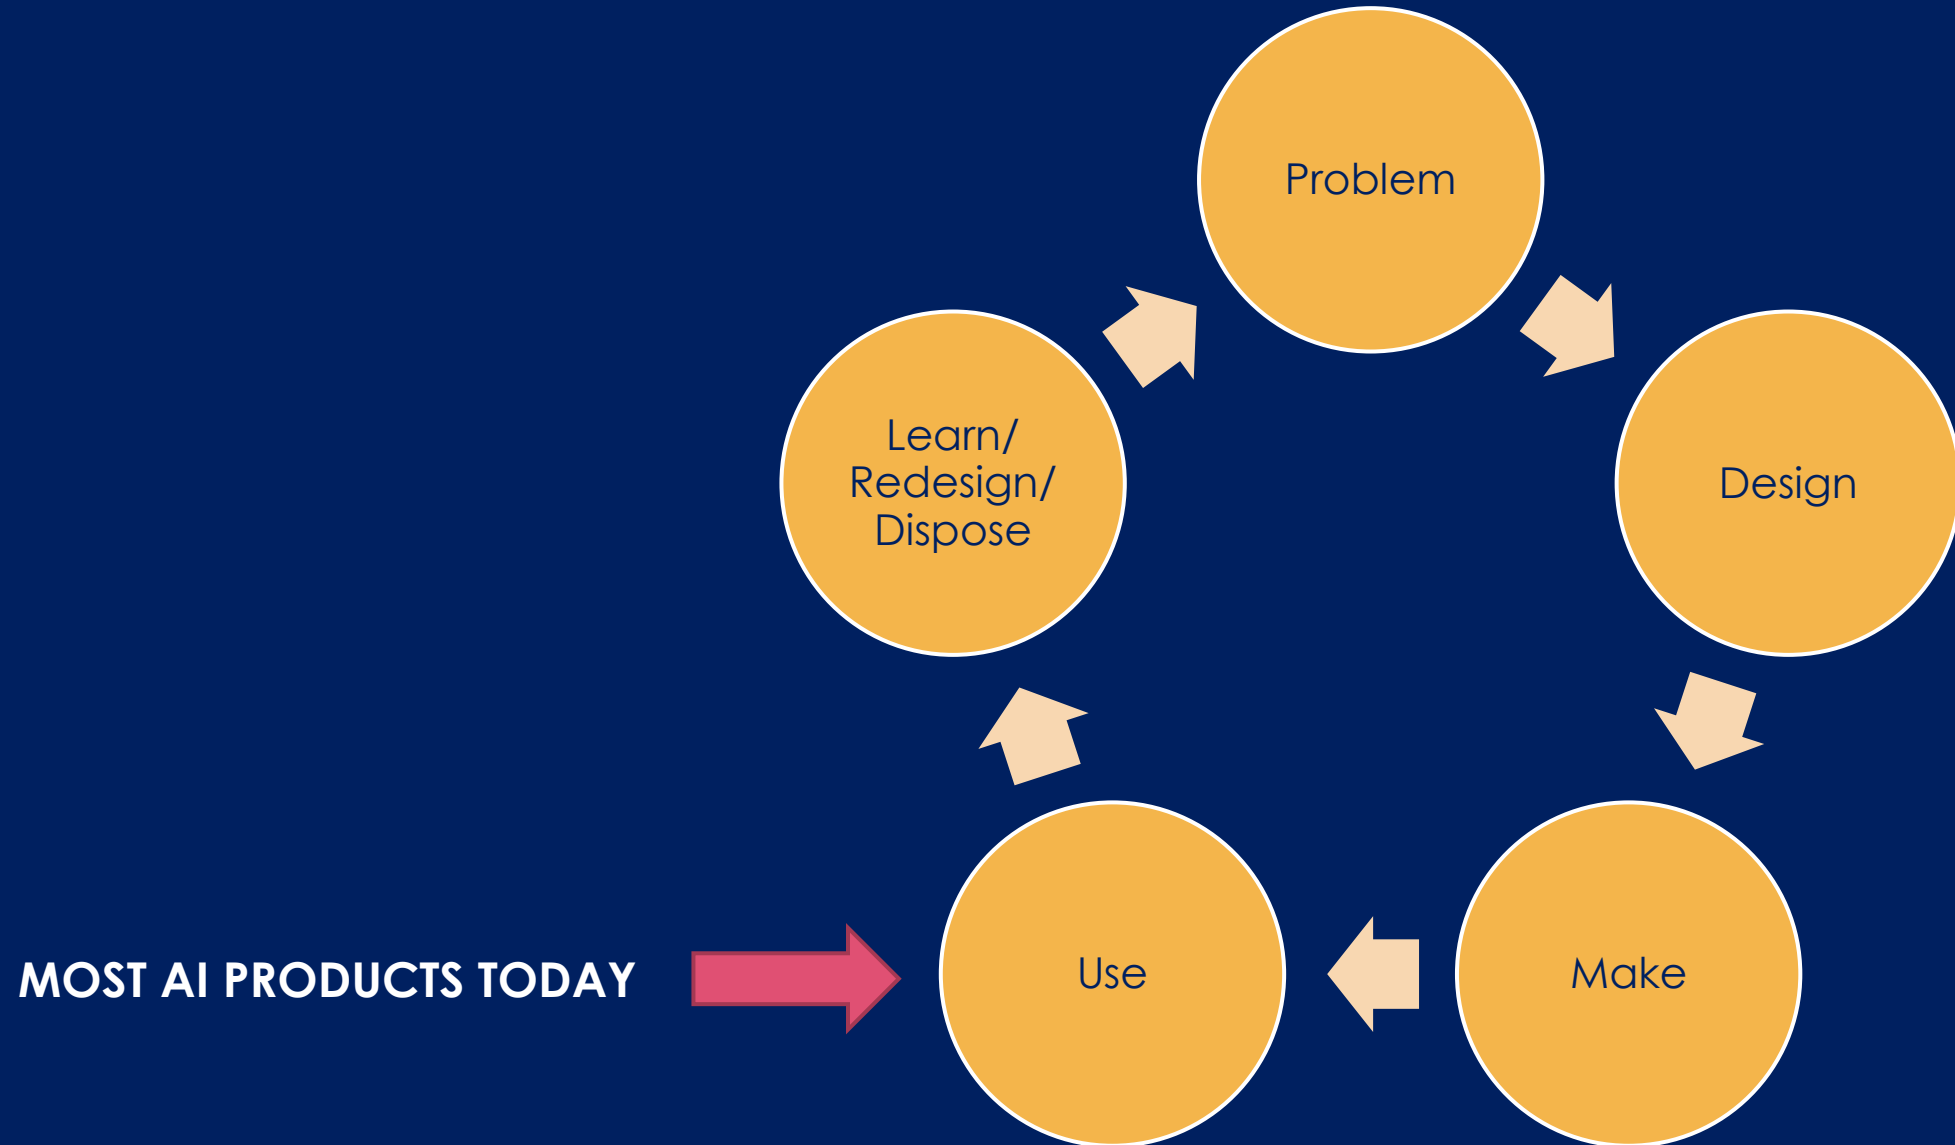 Problem
Learn/
Redesign/
Dispose
Design
MOST AI PRODUCTS TODAY
Use
Make